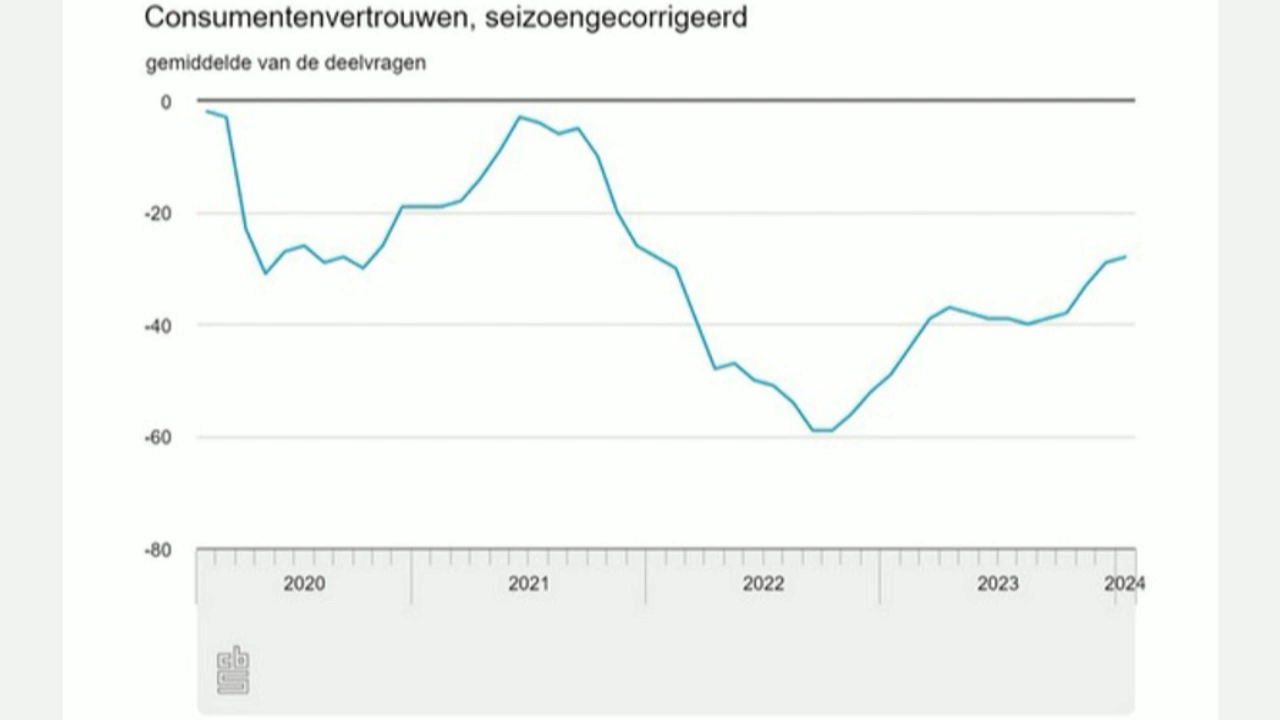 Consumentenvertrouwen, seizoengecorrigeerd
gemiddelde van de deelvragen
0
-20
-40
-60
-80
2020 2021 2022 2023 2024
cbs